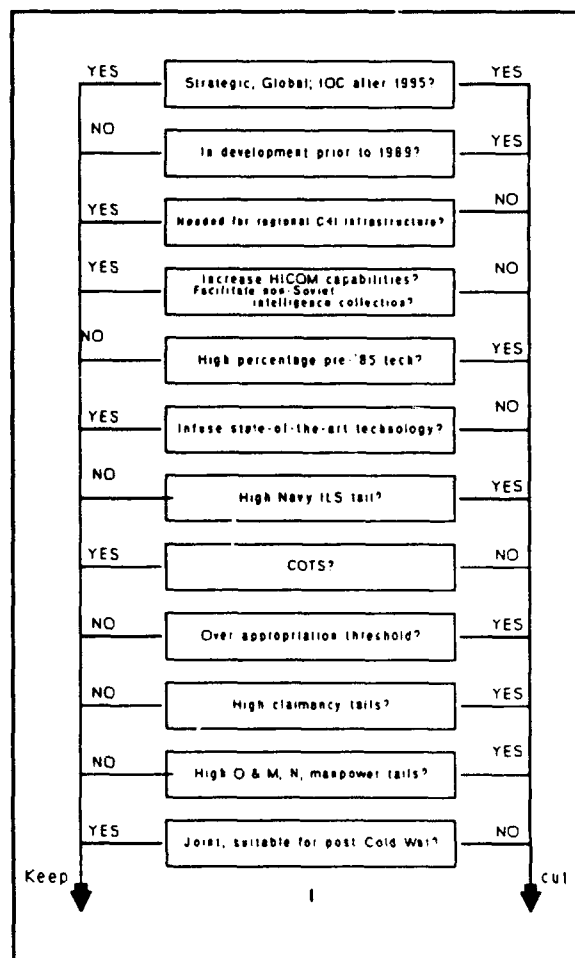 YES Strategic, Global; IOC after 1995? YES
NO In development prior to 1989? YES
YES Needed for regional C4I infrastructure? NO
YES Increase HICOM capabilities? NO
Facilitate non-Soviet
intelligence collection?
NO High percentage pre-'85 tech? YES
YES Infuse state-of-the-art technology? NO
NO High Navy ILS tail? YES
YES COTS? NO
NO Over appropriation threshold? YES
NO High claimancy tails? YES
NO High O & M, N, manpower tails? YES
YES Joint, suitable for post Cold War? NO
Keep cut